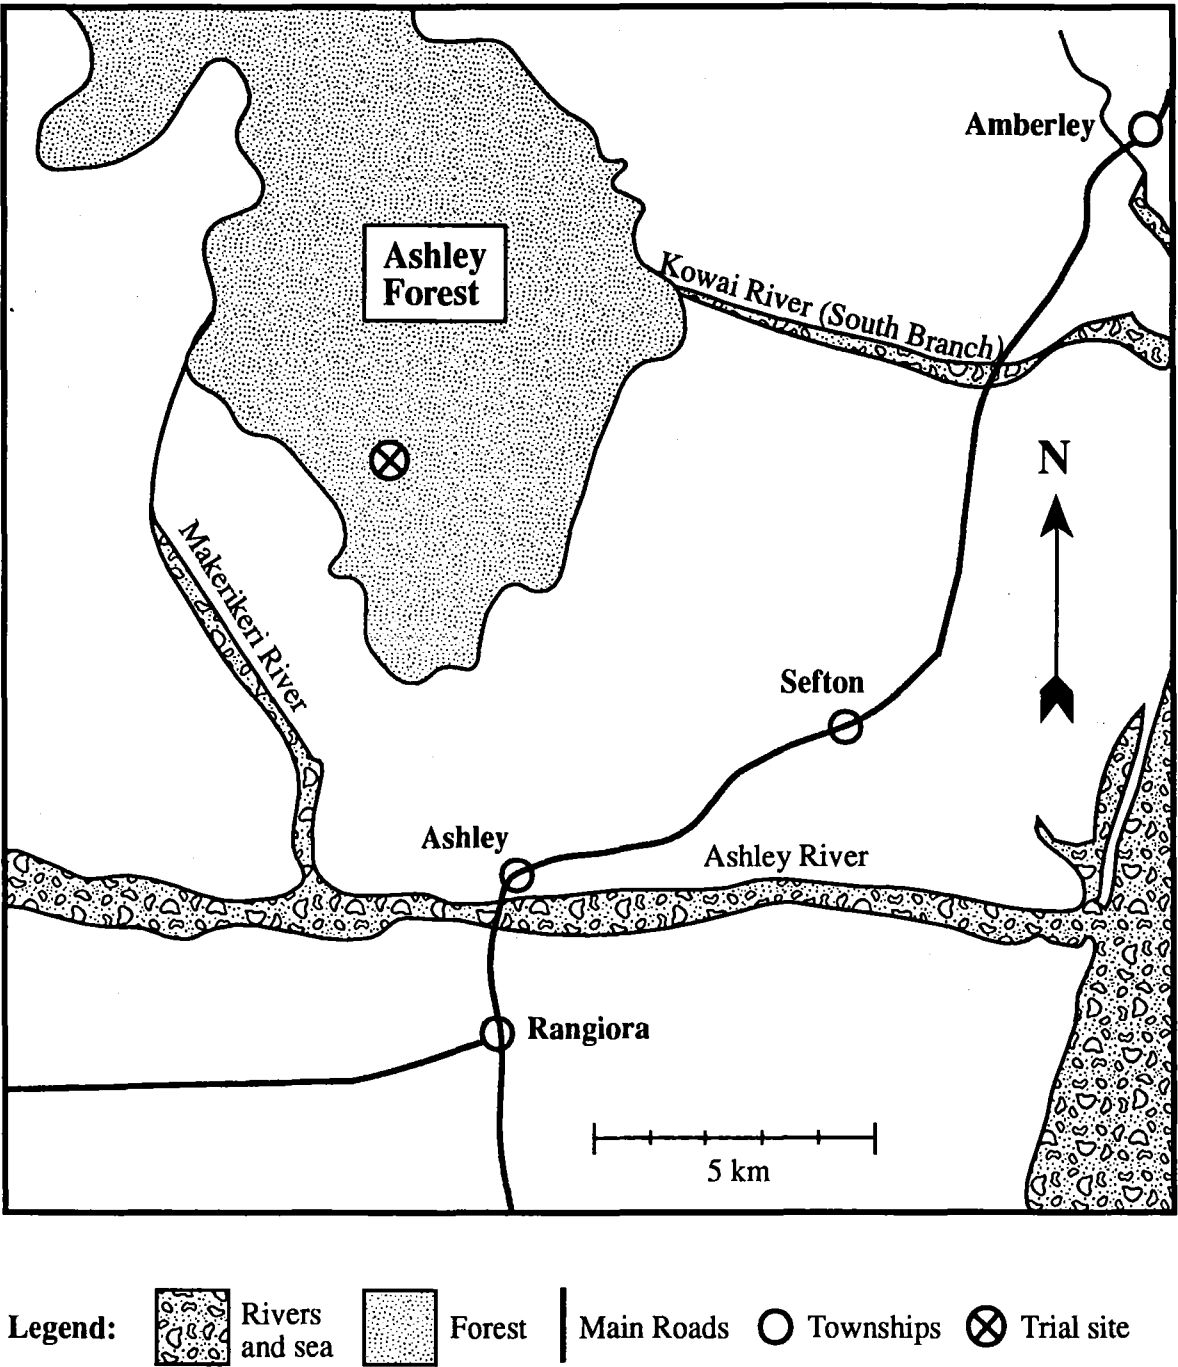 Amberley
Ashley
Forest
Kowai River (South Branch)
N
Makerikeri River
Sefton
Ashley
Ashley River
Rangiora
5 km
Legend:
Rivers
and sea
Forest
Main Roads
Townships
Trial site